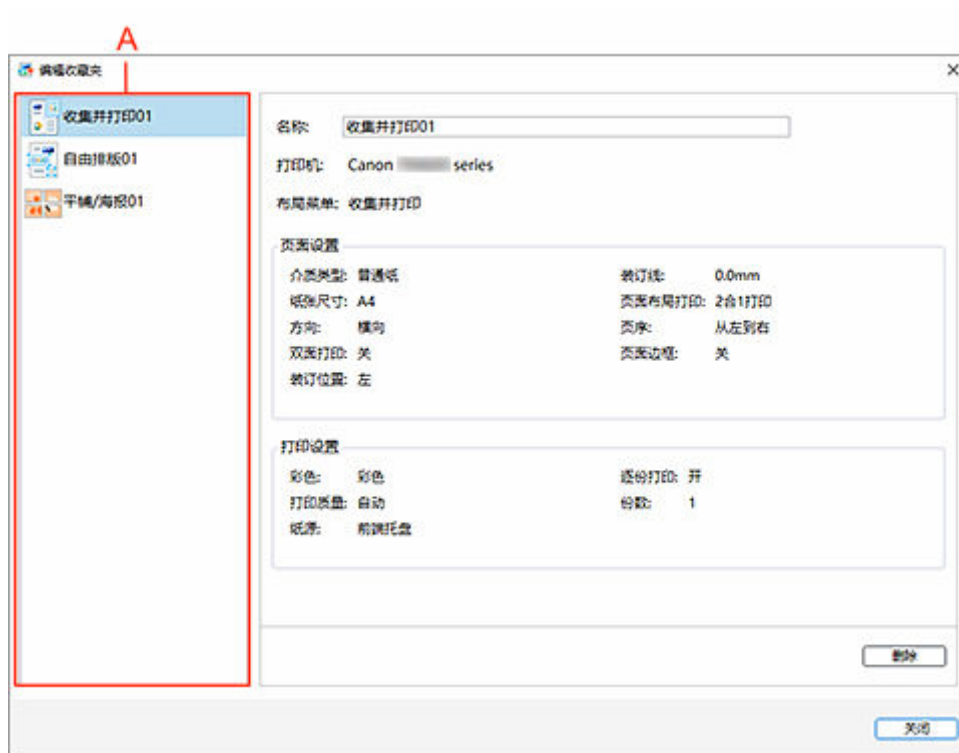 A
编辑收藏夹
收集并打印01
自由排版01
平铺/海报01
名称: 收集并打印01
打印机: Canon series
布局菜单: 收集并打印
页面设置
介质类型: 普通纸 装订线: 0.0mm
纸张尺寸: A4 页面布局打印: 2合1打印
方向: 横向 页序: 从左到右
双面打印: 关 页面边框: 关
装订位置: 左
打印设置
彩色: 彩色 逐份打印: 开
打印质量: 自动 份数: 1
纸源: 前端托盘
删除
关闭